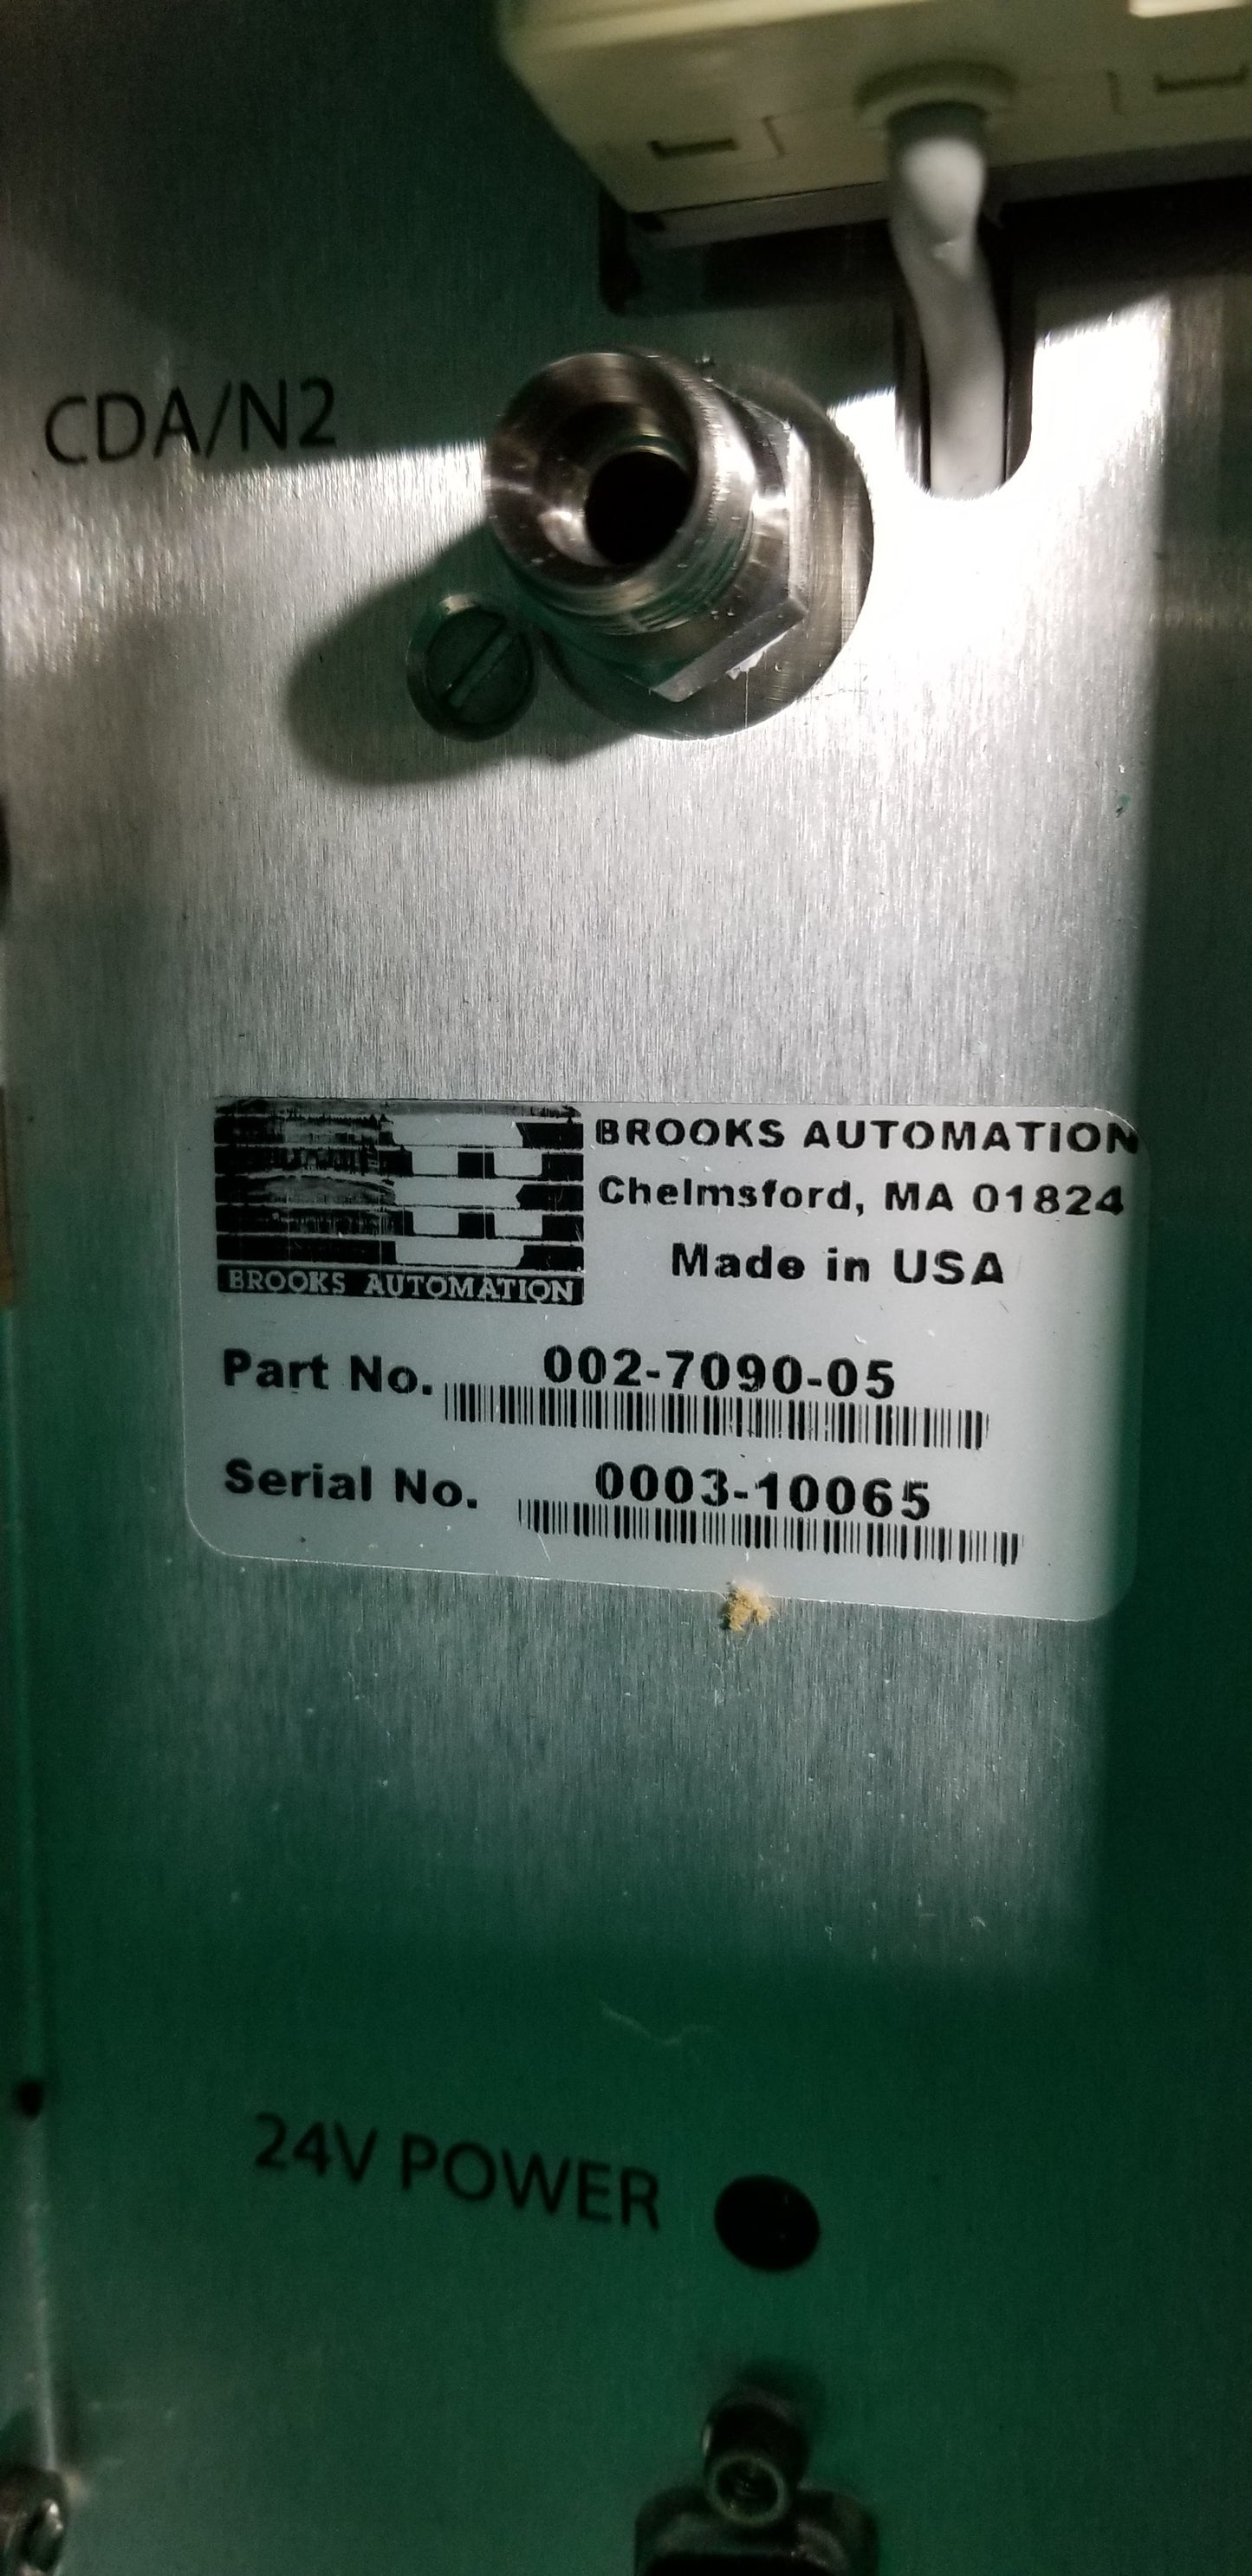 CDA/N2
BROOKS AUTOMATION
BROOKS AUTOMATION
Chelmsford, MA 01824
Made in USA
Part No. 002-7090-05
Serial No. 0003-10065
24V POWER